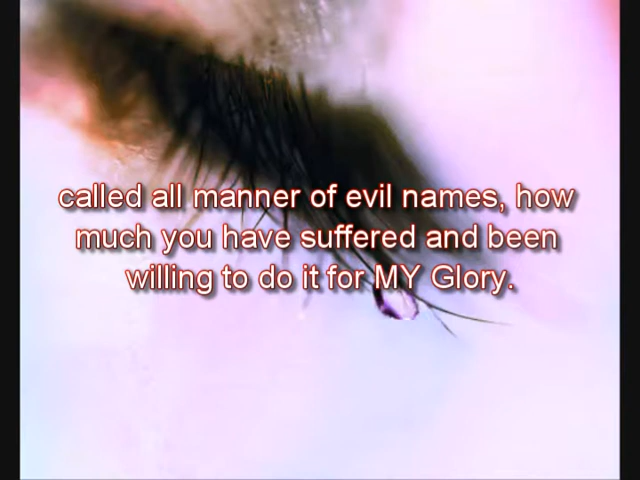 called all manner of evil names, how
much you have suffered and been
willing to do it for MY Glory.